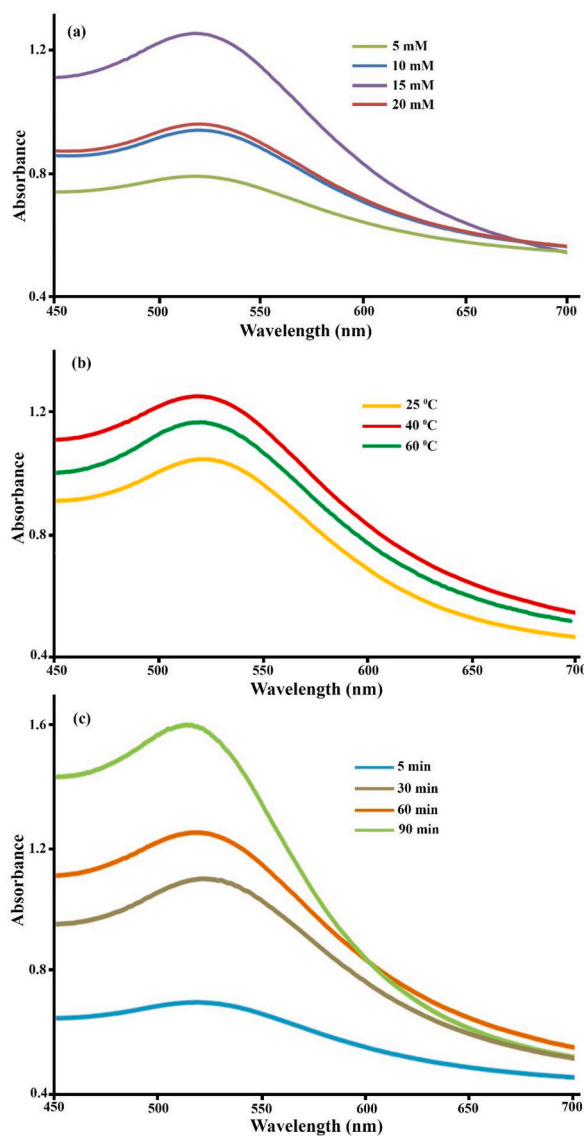 (a)
5 mM
10 mM
15 mM
20 mM
1.2
0.8
0.4
Absorbance
450 500 550 600 650 700
Wavelength (nm)
(b)
25 ⁰C
40 ⁰C
60 ⁰C
1.2
0.8
0.4
Absorbance
450 500 550 600 650 700
Wavelength (nm)
(c)
5 min
30 min
60 min
90 min
1.6
1.2
0.8
0.4
Absorbance
450 500 550 600 650 700
Wavelength (nm)